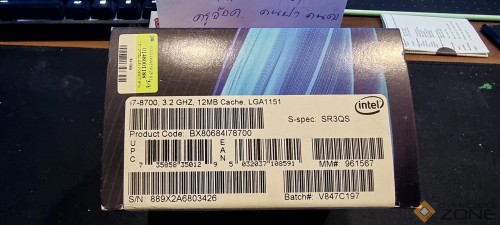 i7-8700, 3.2 GHZ, 12MB Cache, LGA1151
intel
S-spec: SR3QS
Product Code: BX80684I78700
UPC
EAN
7 35858 35012 9
5 032037 108591
MM#: 961567
S/N: 889X2A6803426
Batch#: V847C197
ZONE